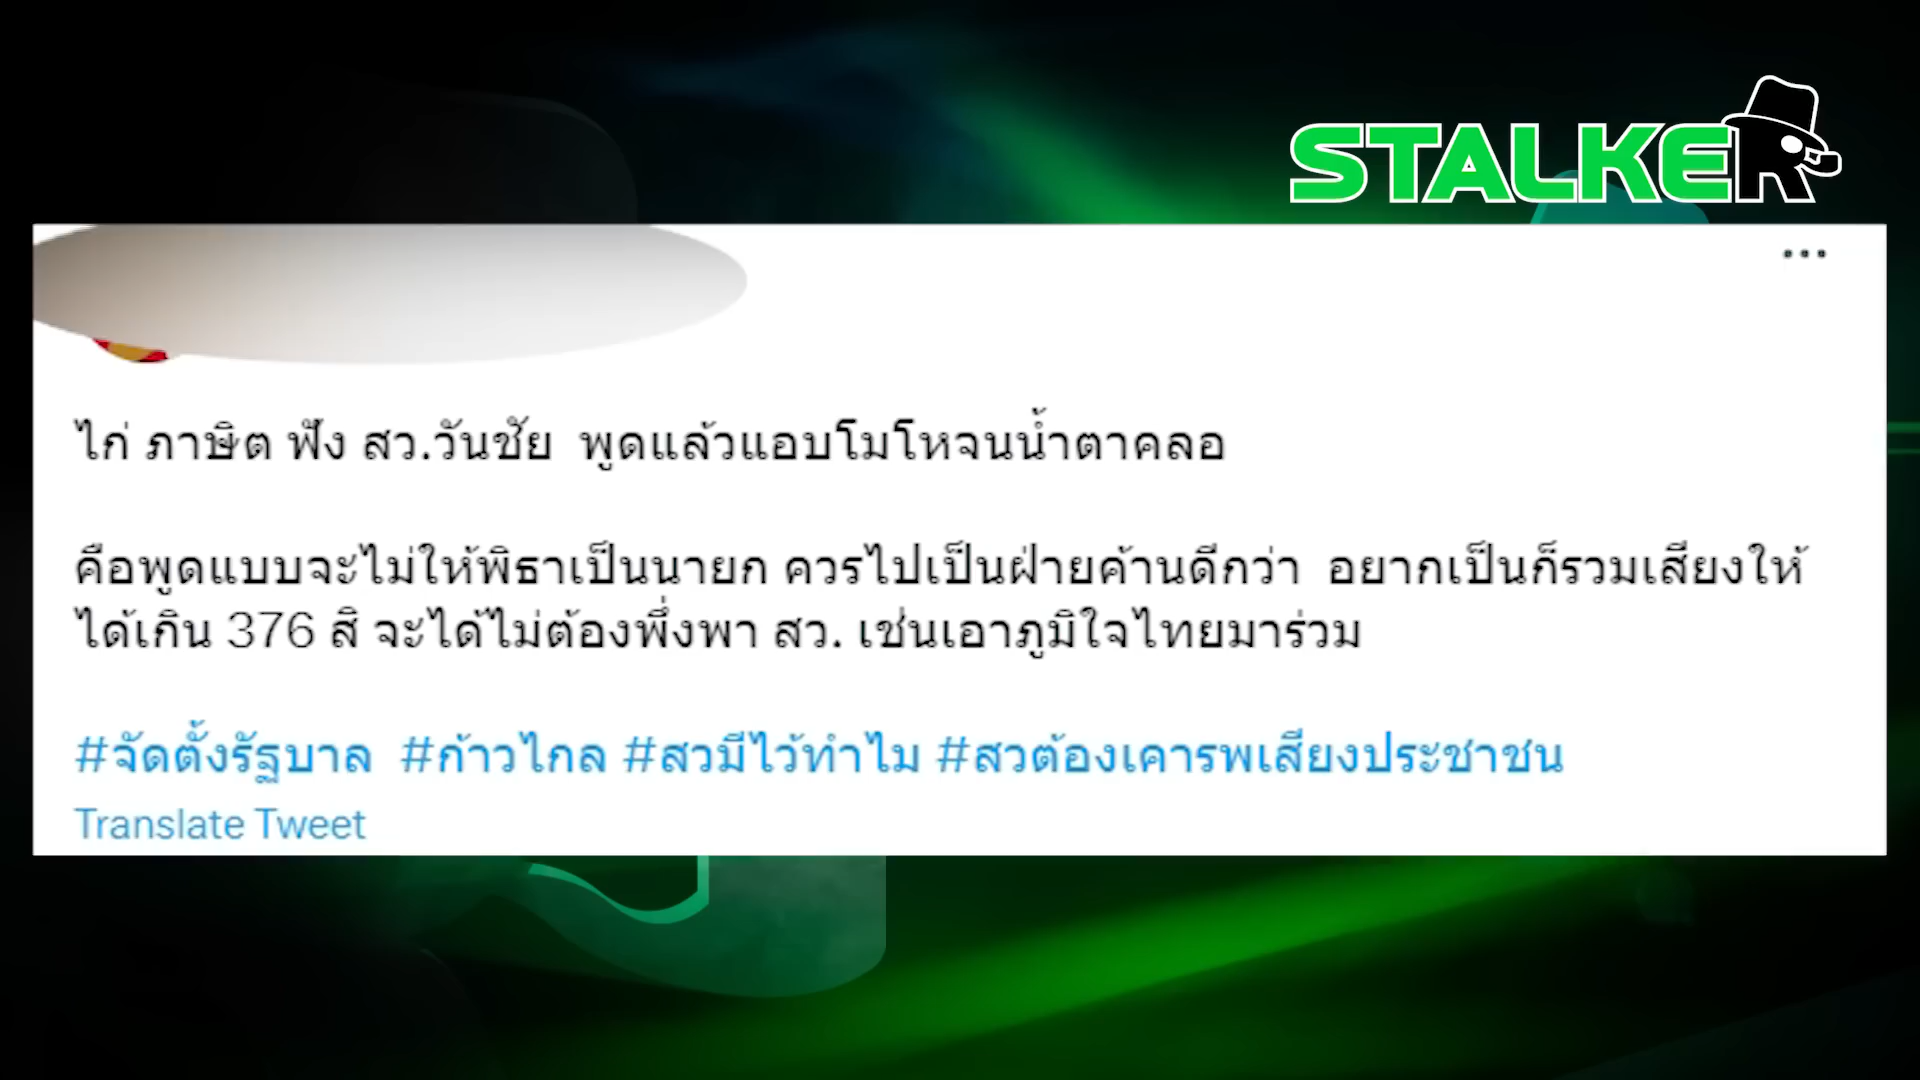 STALKER
ไก่ ภาษิต ฟัง สว.วันชัย พูดแล้วแอบโมโหจนน้ำตาคลอ
คือพูดแบบจะไม่ให้พิธาเป็นนายก ควรไปเป็นฝ่ายค้านดีกว่า อยากเป็นก็รวมเสียงให้
ได้เกิน 376 สิ จะได้ไม่ต้องพึ่งพา สว. เช่นเอาภูมิใจไทยมาร่วม
#จัดตั้งรัฐบาล #ก้าวไกล #สวมีไว้ทำไม #สวต้องเคารพเสียงประชาชน
Translate Tweet